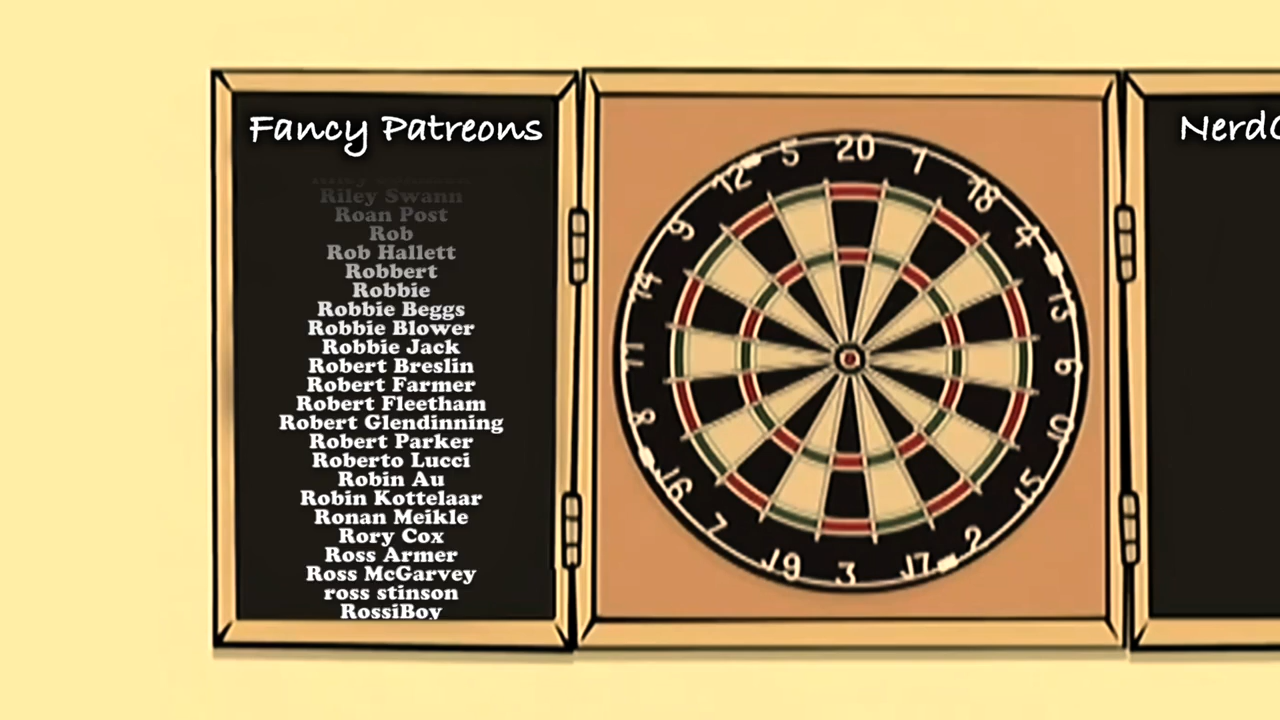 Fancy Patreons
Riley Swann
Roan Post
Rob
Rob Hallett
Robbert
Robbie
Robbie Beggs
Robbie Blower
Robbie Jack
Robert Breslin
Robert Farmer
Robert Fleetham
Robert Glendinning
Robert Parker
Roberto Lucci
Robin Au
Robin Kottelaar
Ronan Meikle
Rory Cox
Ross Armer
Ross McGarvey
ross stinson
RossiBoy
5 20 1
12 18
9 4
14 13
11 6
8 10
16 15
7 2
19 3 17